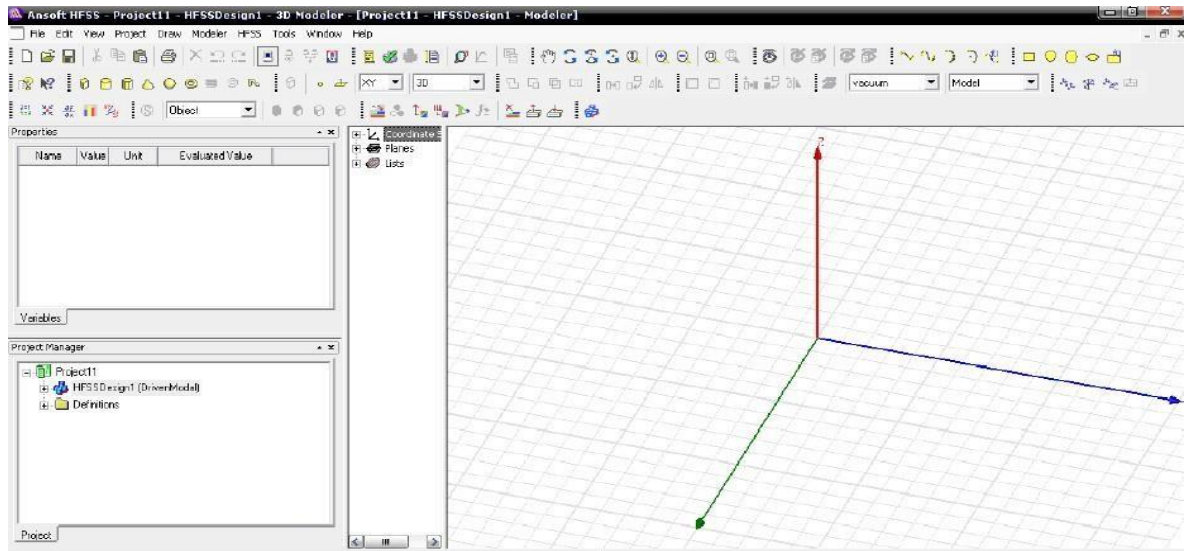 Ansoft HFSS - Project11 - HFSSDesign1 - 3D Modeler - [Project11 - HFSSDesign1 - Modeler]
File Edit View Project Draw Modeler HFSS Tools Window Help
XY 3D vacuum Model
Object
Properties
Name Value Unit Evaluated Value
Variables
Coordinate S
Planes
Lists
Z
Project Manager
Project11
HFSSDesign1 (DrivenModal)
Definitions
Project